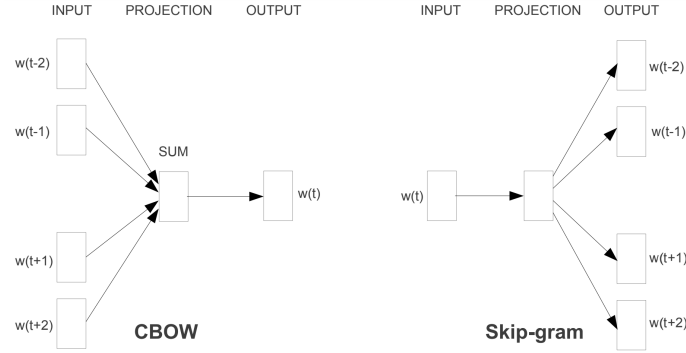 INPUT PROJECTION OUTPUT
w(t-2)
w(t-1)
SUM
w(t)
w(t+1)
w(t+2)
CBOW
INPUT PROJECTION OUTPUT
w(t-2)
w(t-1)
w(t)
w(t+1)
w(t+2)
Skip-gram